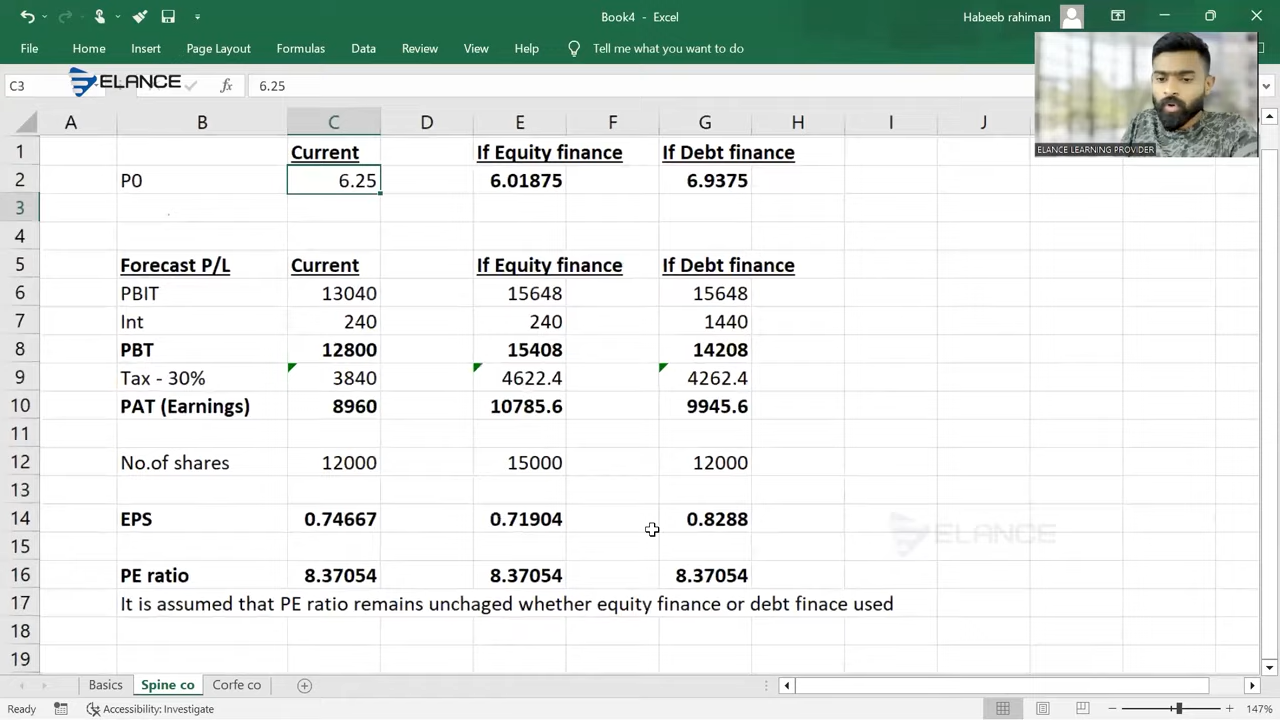 Book4 - Excel
Habeeb rahiman
File Home Insert Page Layout Formulas Data Review View Help Tell me what you want to do
C3 fx 6.25
ELANCE
ELANCE LEARNING PROVIDER
A B C D E F G H I J
1 Current If Equity finance If Debt finance
2 P0 6.25 6.01875 6.9375
3
4
5 Forecast P/L Current If Equity finance If Debt finance
6 PBIT 13040 15648 15648
7 Int 240 240 1440
8 PBT 12800 15408 14208
9 Tax - 30% 3840 4622.4 4262.4
10 PAT (Earnings) 8960 10785.6 9945.6
11
12 No.of shares 12000 15000 12000
13
14 EPS 0.74667 0.71904 0.8288
ELANCE
15
16 PE ratio 8.37054 8.37054 8.37054
17 It is assumed that PE ratio remains unchaged whether equity finance or debt finace used
18
19
Basics Spine co Corfe co
Ready Accessibility: Investigate 147%